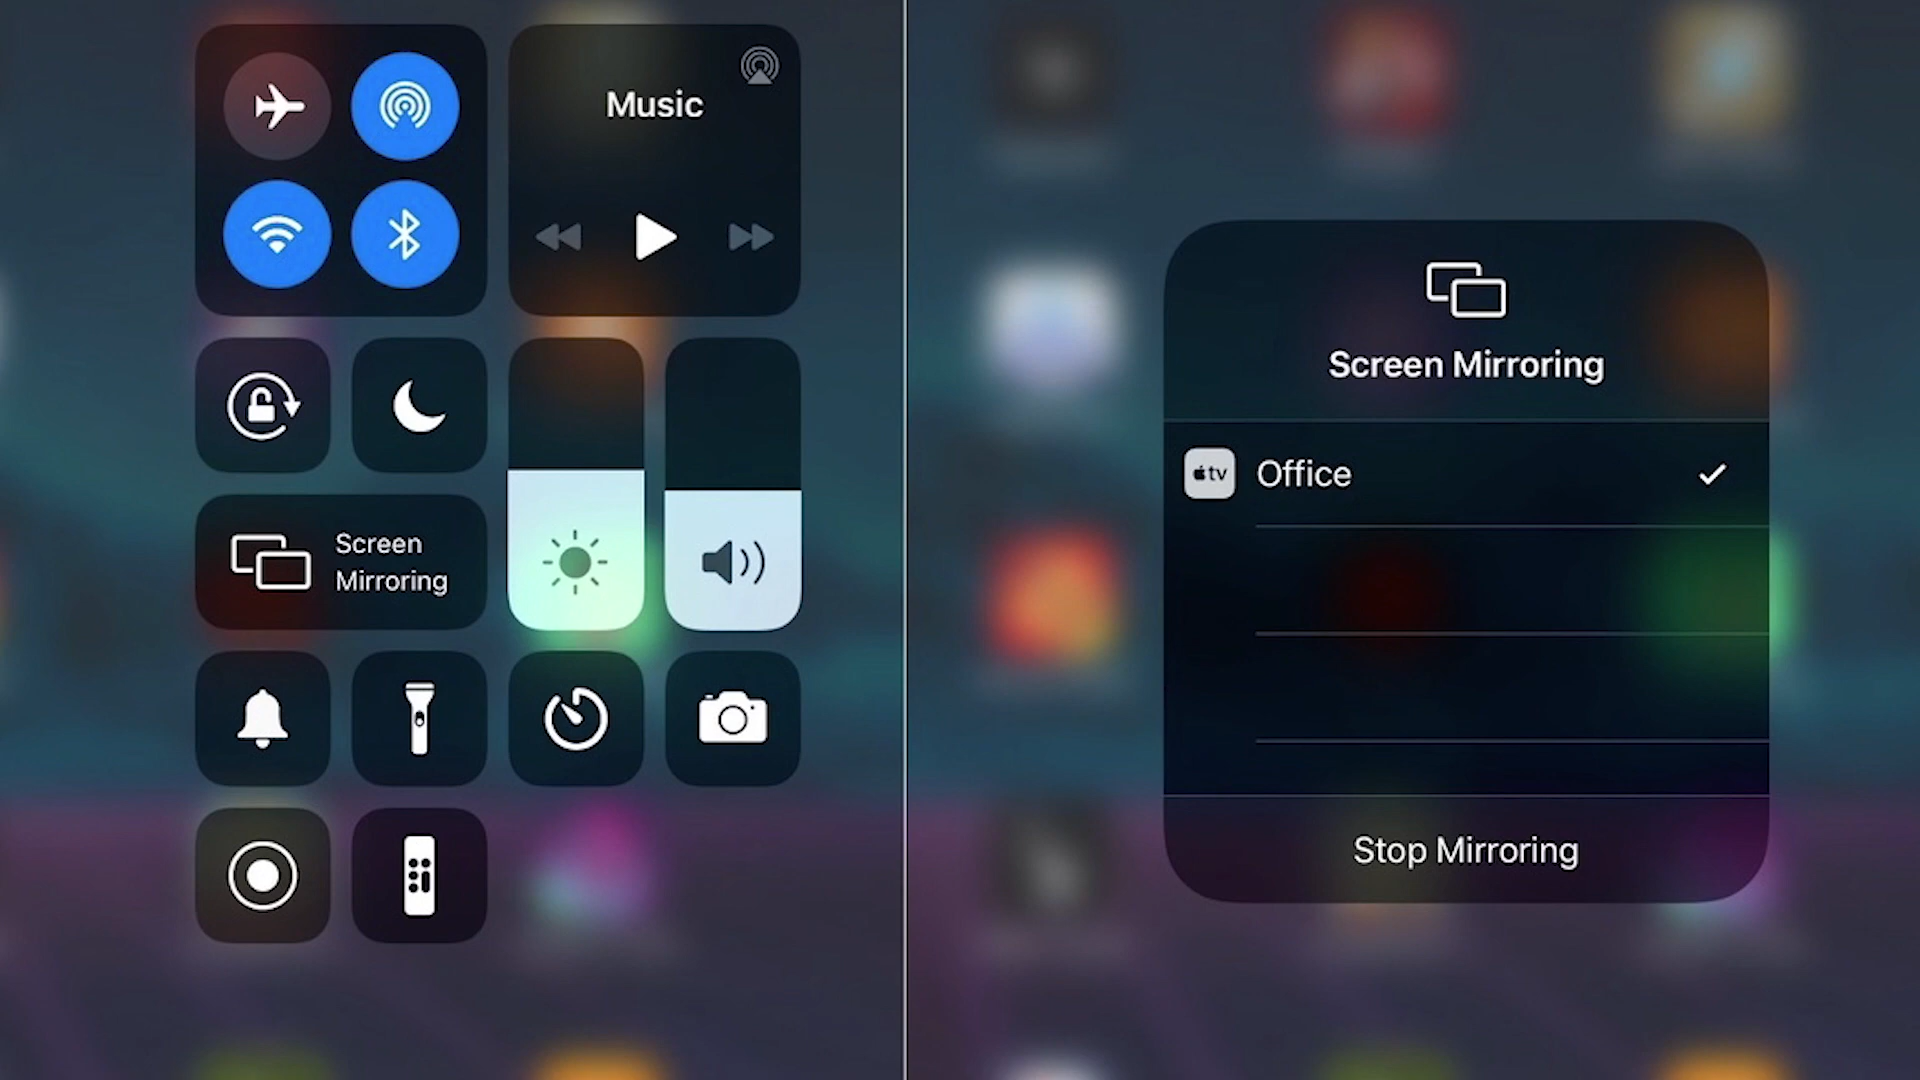 Music
Screen
Mirroring
Screen Mirroring
tv
Office
Stop Mirroring